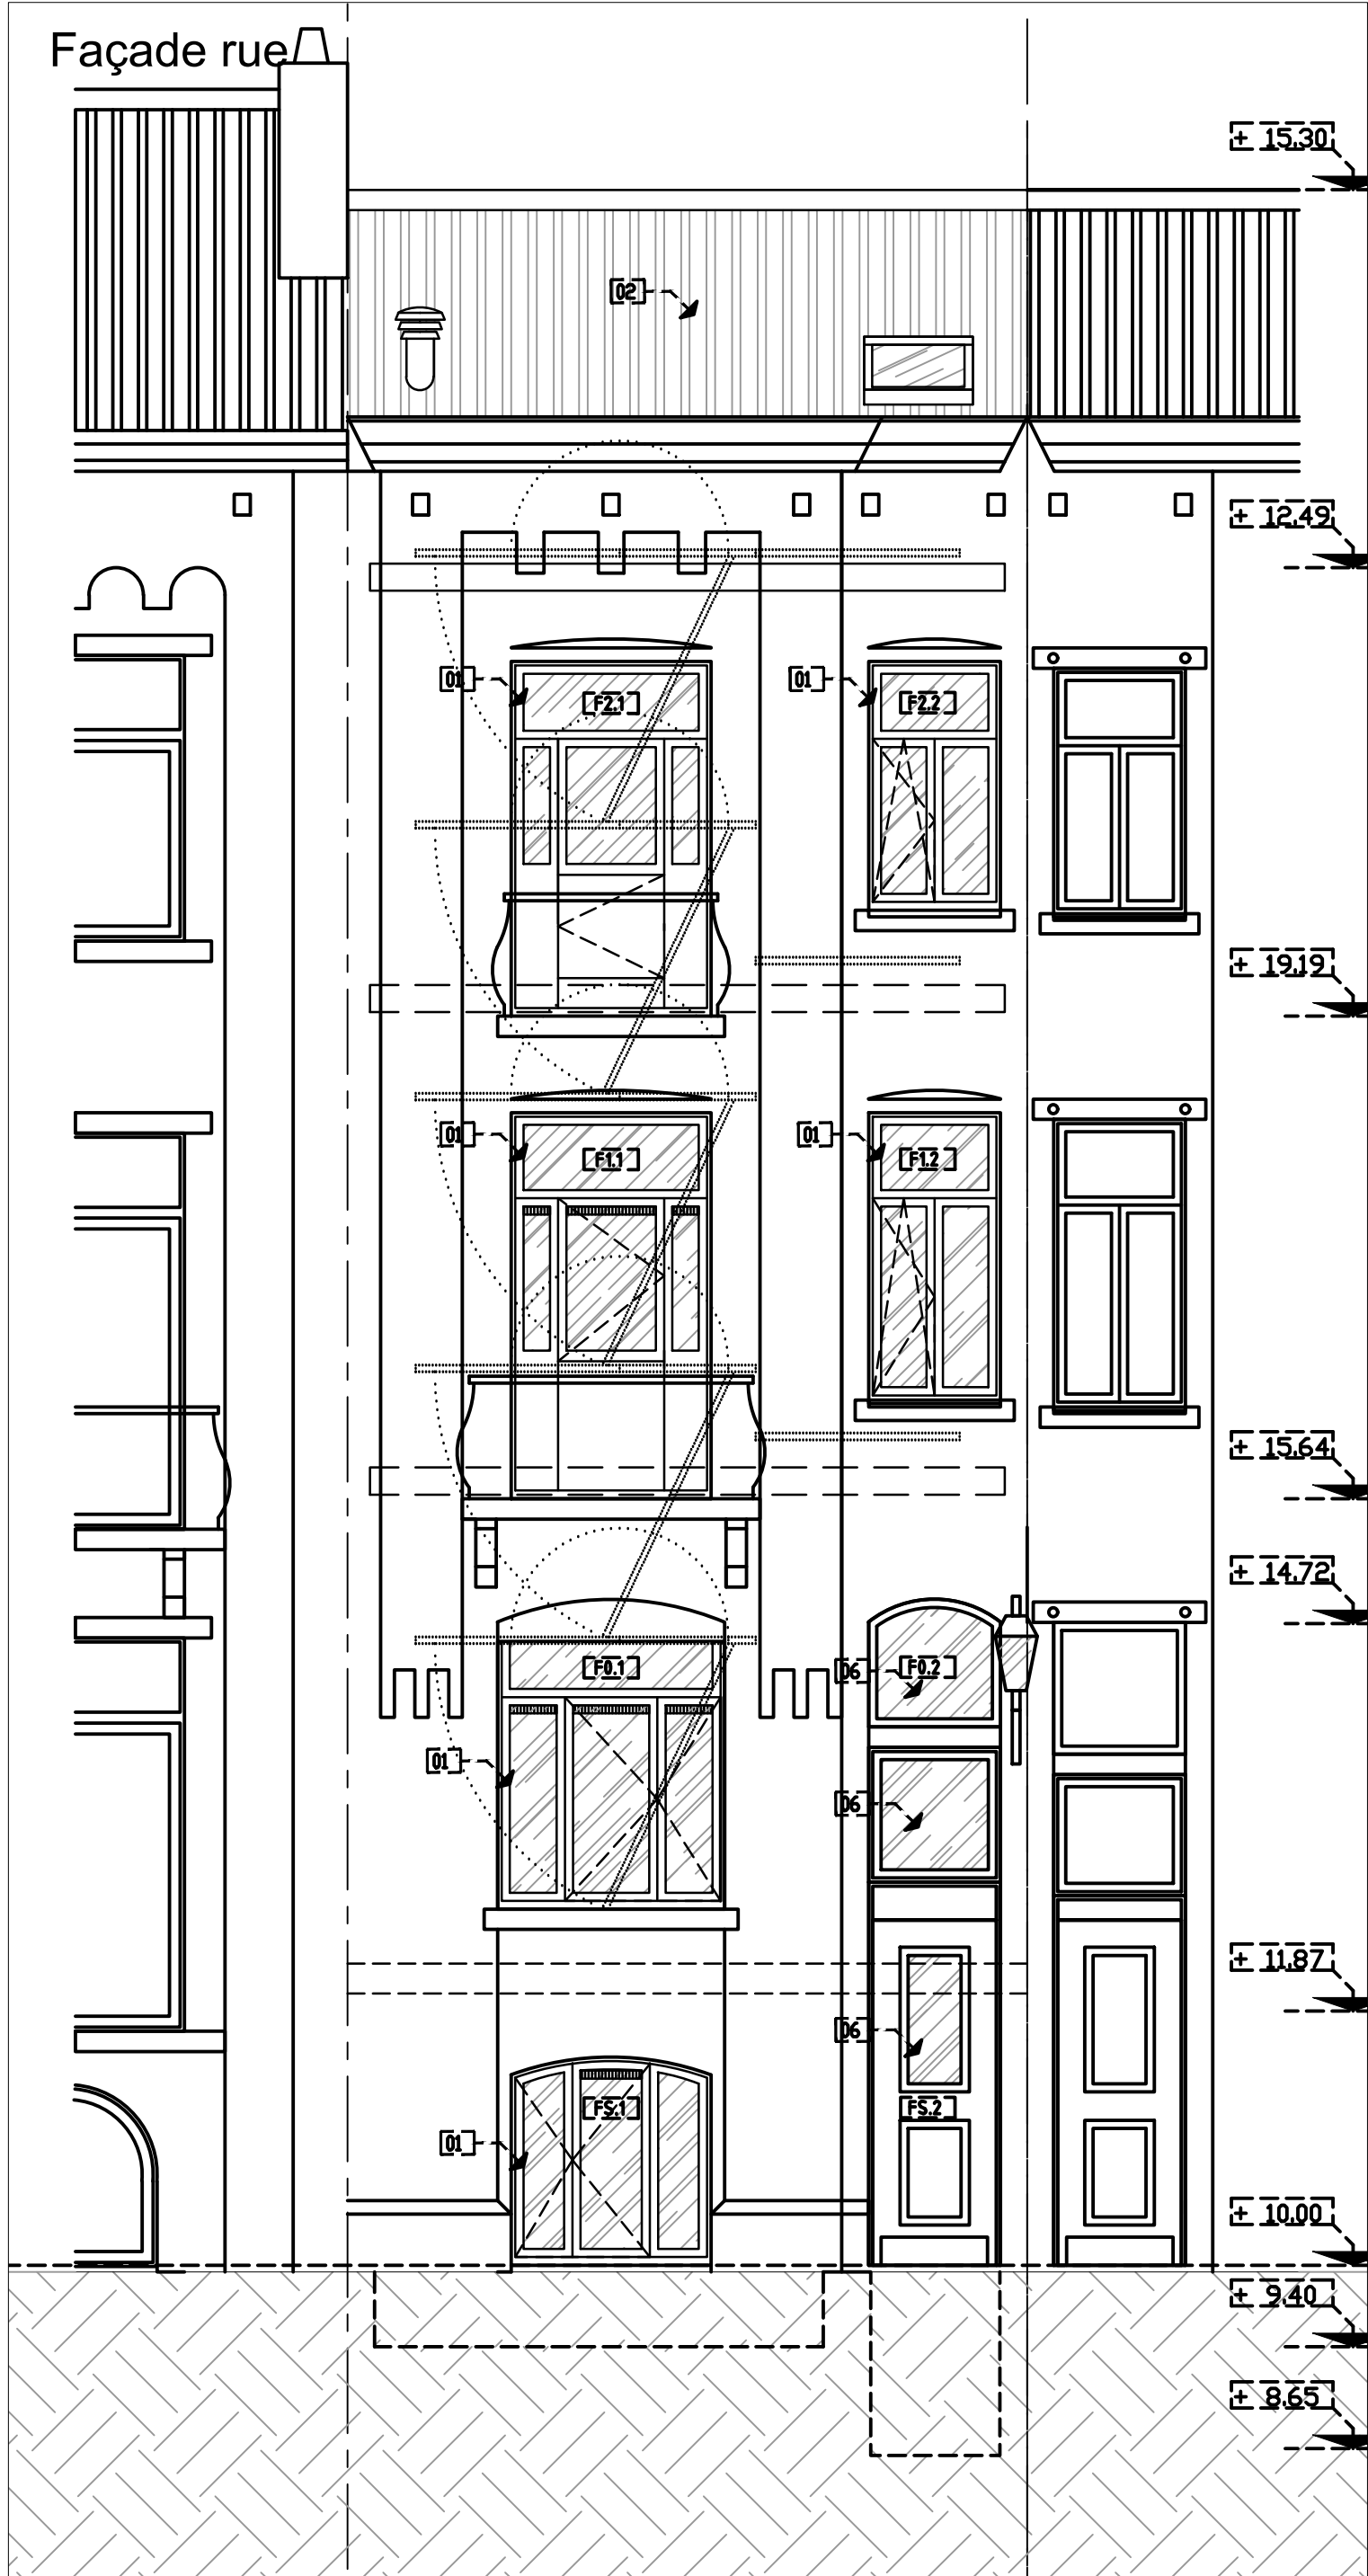 Façade rue
+ 15.30
02
+ 12.49
01
F2.1
01
F2.2
+ 19.19
01
F1.1
01
F1.2
+ 15.64
+ 14.72
F0.1
06
F0.2
01
06
+ 11.87
06
FS.1
FS.2
01
+ 10.00
+ 9.40
+ 8.65